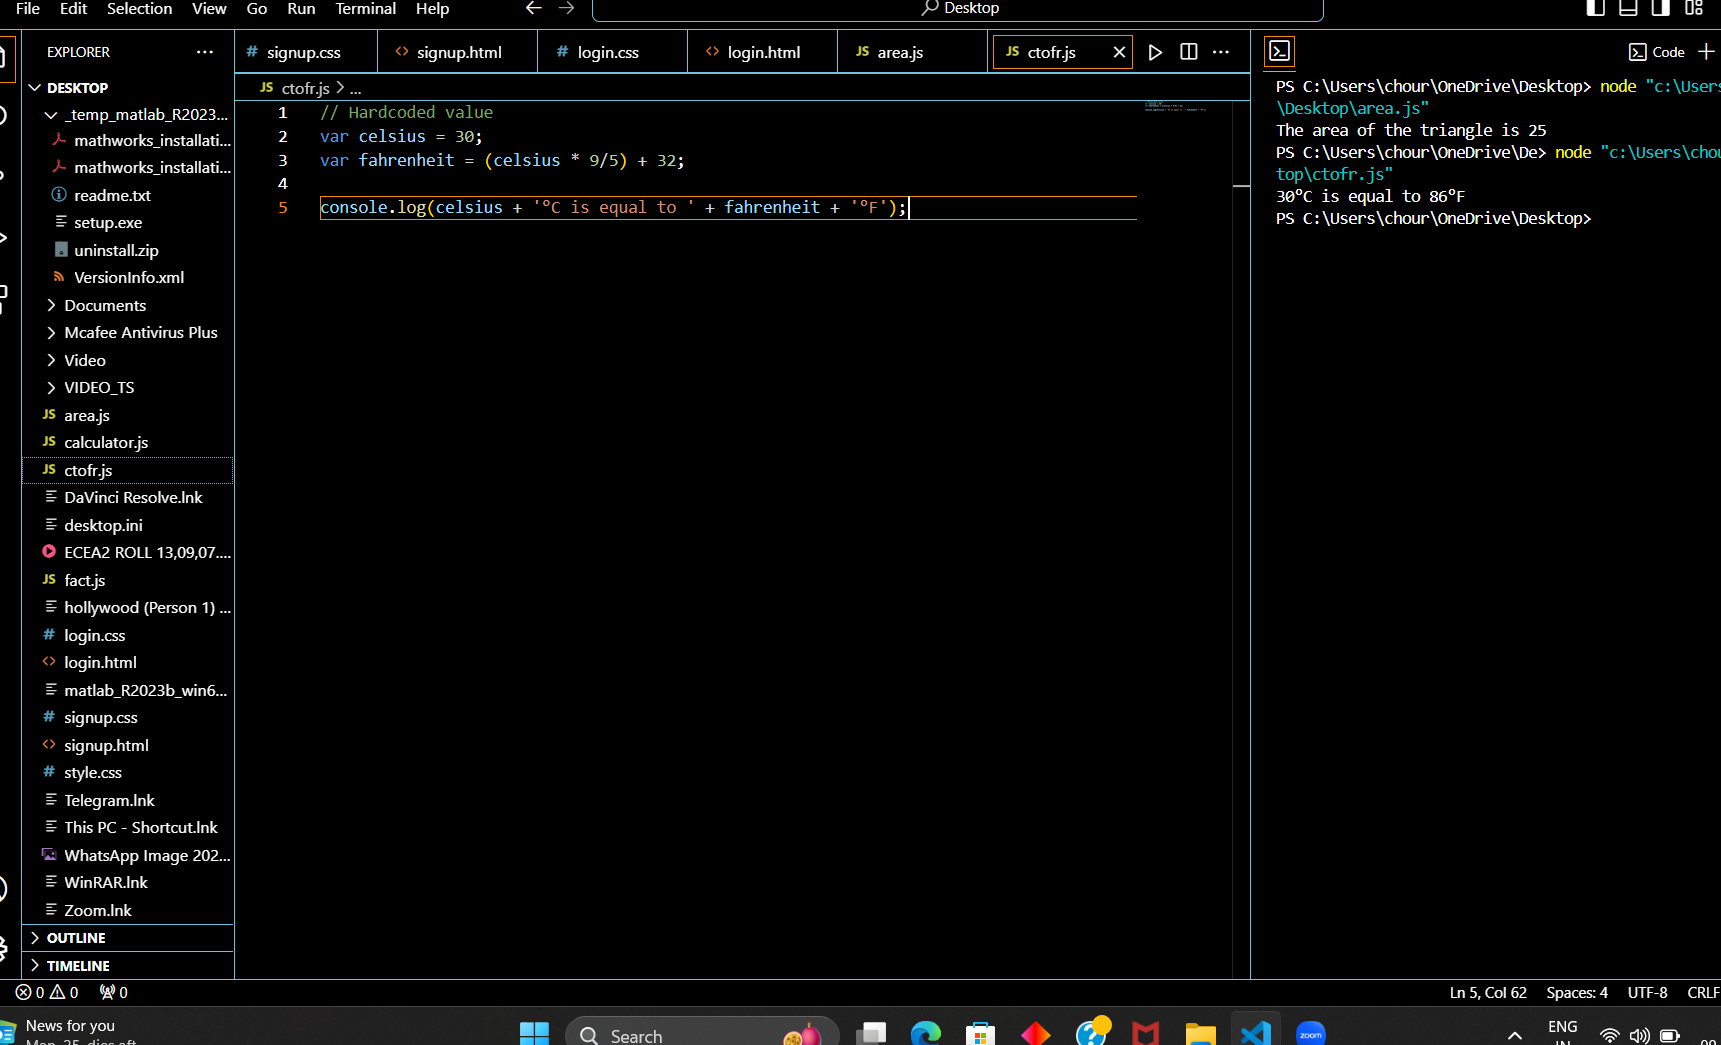 File Edit Selection View Go Run Terminal Help
Desktop
EXPLORER
signup.css signup.html login.css login.html JS area.js JS ctofr.js
Code
DESKTOP
_temp_matlab_R2023...
mathworks_installati...
mathworks_installati...
readme.txt
setup.exe
uninstall.zip
VersionInfo.xml
Documents
Mcafee Antivirus Plus
Video
VIDEO_TS
JS area.js
JS calculator.js
JS ctofr.js
DaVinci Resolve.lnk
desktop.ini
ECEA2 ROLL 13,09,07....
JS fact.js
hollywood (Person 1) ...
# login.css
<> login.html
matlab_R2023b_win6...
# signup.css
<> signup.html
# style.css
Telegram.lnk
This PC - Shortcut.lnk
WhatsApp Image 202...
WinRAR.lnk
Zoom.lnk
OUTLINE
TIMELINE
JS ctofr.js > ...
1 // Hardcoded value
2 var celsius = 30;
3 var fahrenheit = (celsius * 9/5) + 32;
4
5 console.log(celsius + '°C is equal to ' + fahrenheit + '°F');
PS C:\Users\chour\OneDrive\Desktop> node "c:\Users
\Desktop\area.js"
The area of the triangle is 25
PS C:\Users\chour\OneDrive\De> node "c:\Users\chou
top\ctofr.js"
30°C is equal to 86°F
PS C:\Users\chour\OneDrive\Desktop>
0 0 0
Ln 5, Col 62 Spaces: 4 UTF-8 CRLF
News for you
Search
zoom
ENG
IN